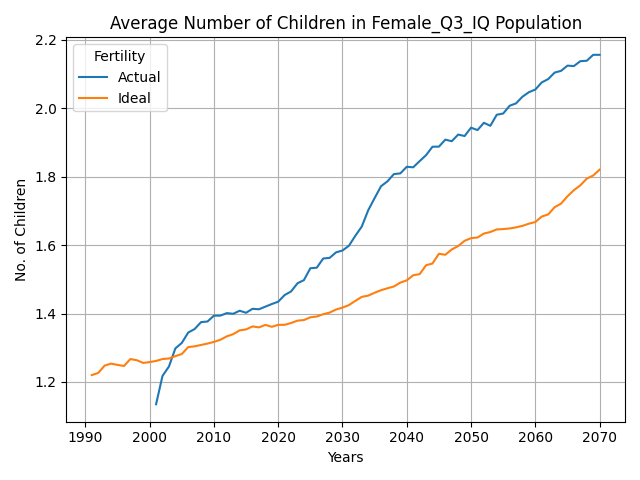 Average Number of Children in Female_Q3_IQ Population
No. of Children
2.2
2.0
1.8
1.6
1.4
1.2
Fertility
Actual
Ideal
1990 2000 2010 2020 2030 2040 2050 2060 2070
Years